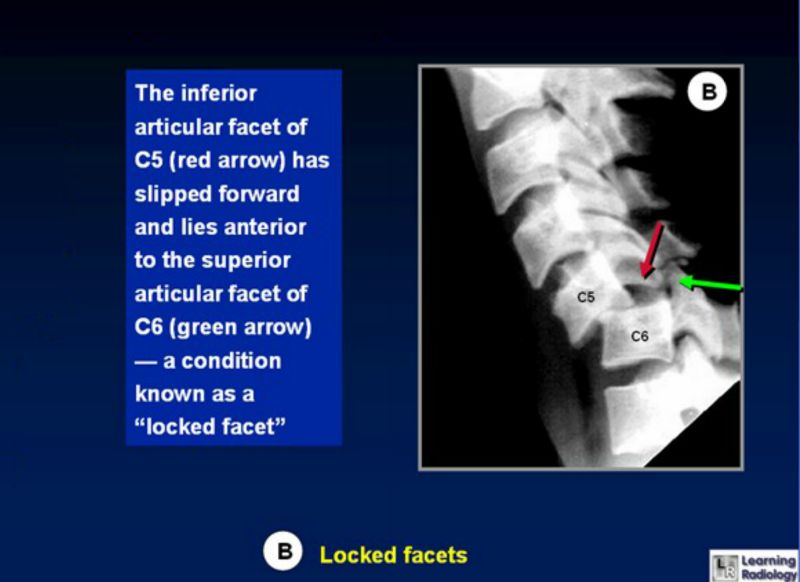 The inferior
articular facet of
C5 (red arrow) has
slipped forward
and lies anterior
to the superior
articular facet of
C6 (green arrow)
— a condition
known as a
“locked facet”
B
C5
C6
B Locked facets
LR Learning
Radiology